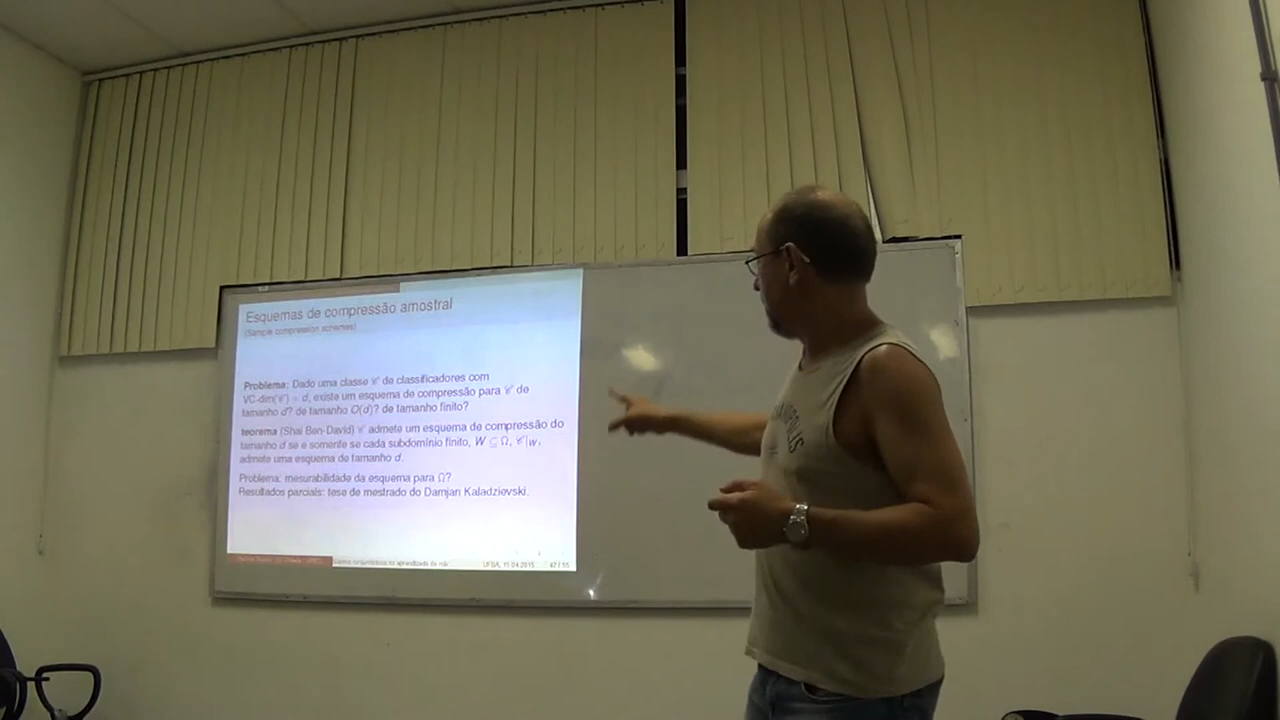 Esquemas de compressão amostral
(Sample compression schemes)
Problema: Dado uma classe 𝒞 de classificadores com
VC-dim(𝒞) = d, existe um esquema de compressão para 𝒞 de
tamanho d? de tamanho O(d)? de tamanho finito?
teorema (Shai Ben-David) 𝒞 admete um esquema de compressão do
tamanho d se e somente se cada subdomínio finito, W ⊆ Ω, 𝒞|W,
admete uma esquema de tamanho d.
Problema: mesurabilidade da esquema para Ω?
Resultados parciais: tese de mestrado do Damjan Kaladzievski.
UFBA, 15.04.2015 47 / 55